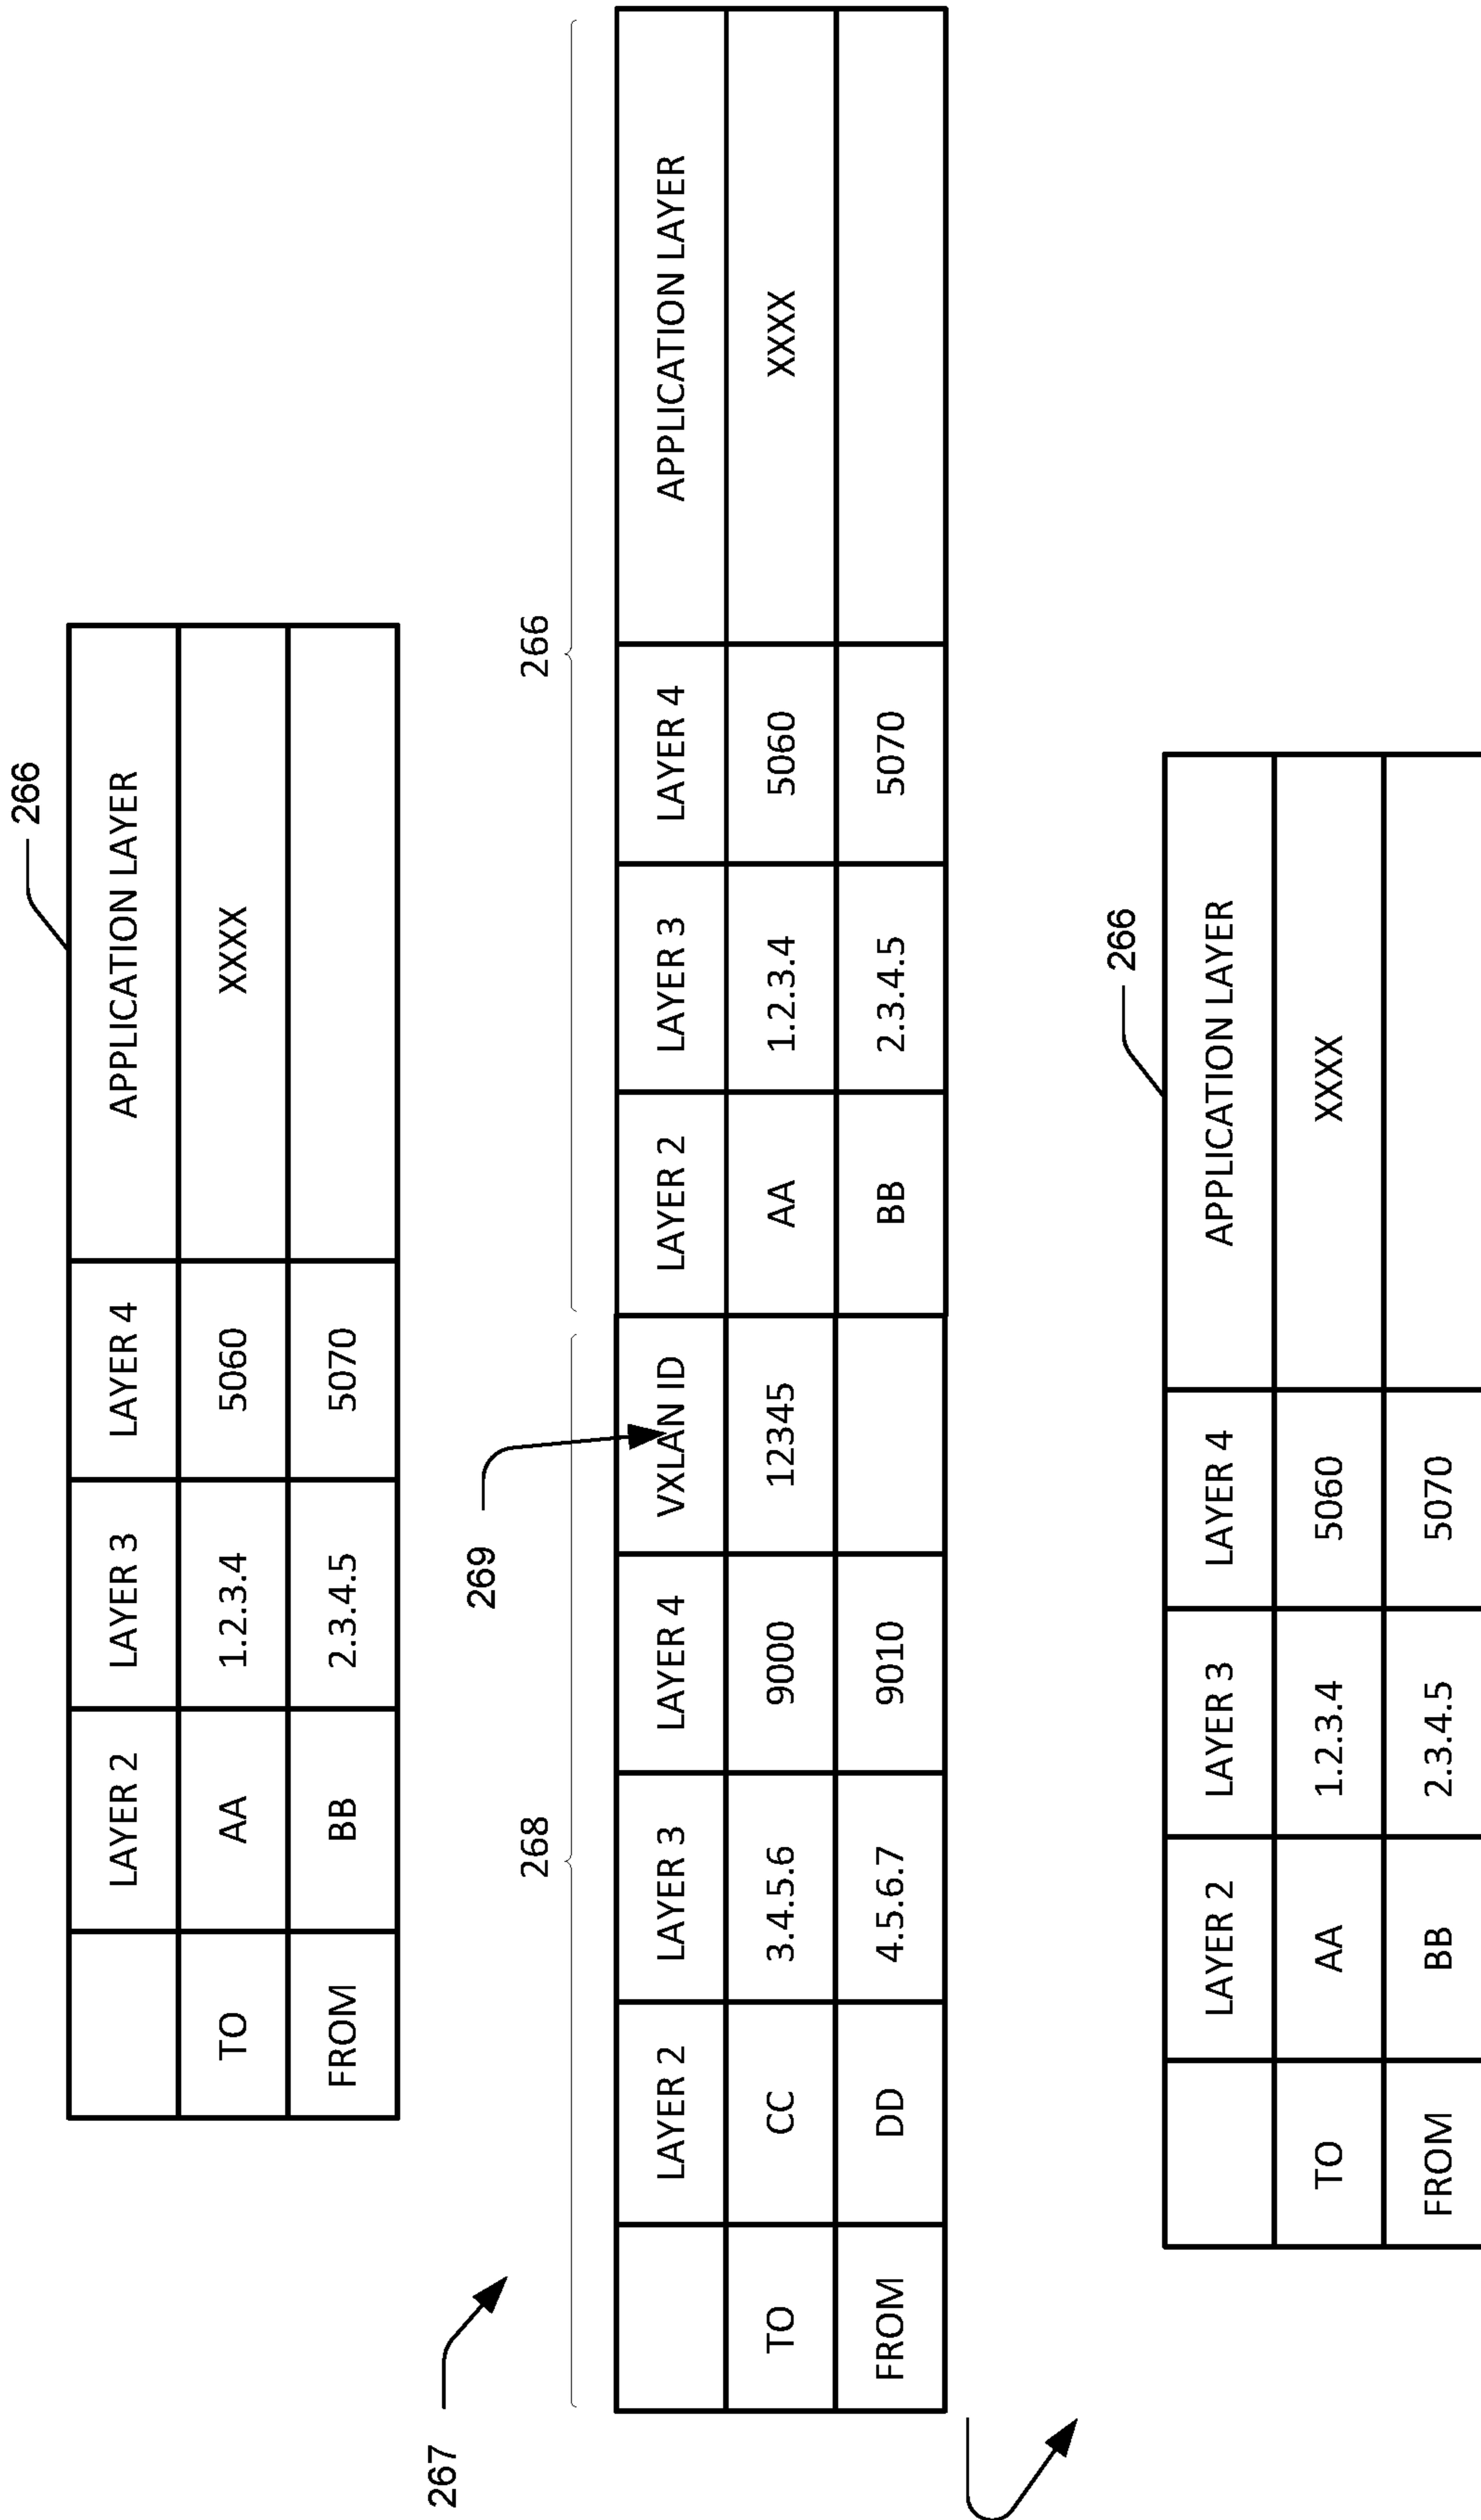 266
LAYER 2 LAYER 3 LAYER 4 APPLICATION LAYER
TO AA 1.2.3.4 5060 XXXX
FROM BB 2.3.4.5 5070
267
269
268 266
LAYER 2 LAYER 3 LAYER 4 VXLAN ID LAYER 2 LAYER 3 LAYER 4 APPLICATION LAYER
TO CC 3.4.5.6 9000 12345 AA 1.2.3.4 5060 XXXX
FROM DD 4.5.6.7 9010 BB 2.3.4.5 5070
266
LAYER 2 LAYER 3 LAYER 4 APPLICATION LAYER
TO AA 1.2.3.4 5060 XXXX
FROM BB 2.3.4.5 5070